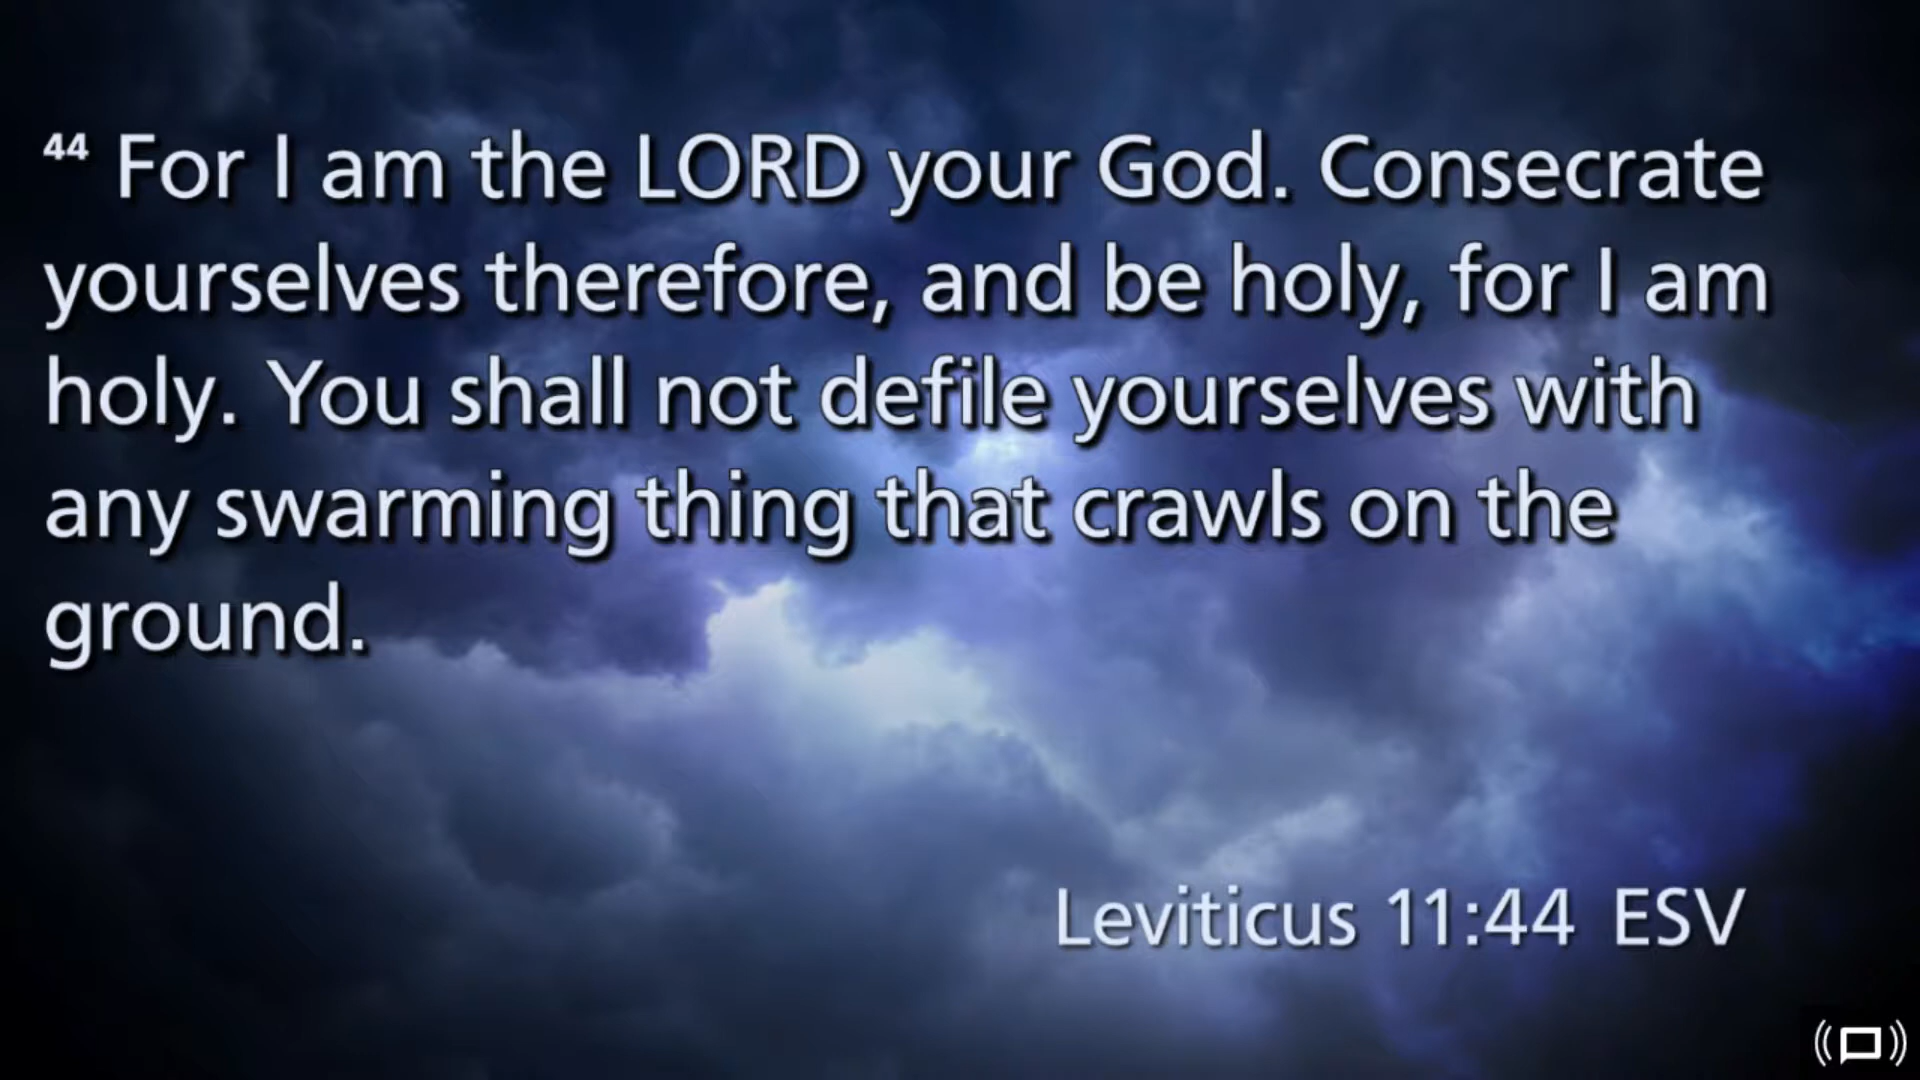 44 For I am the LORD your God. Consecrate
yourselves therefore, and be holy, for I am
holy. You shall not defile yourselves with
any swarming thing that crawls on the
ground.
Leviticus 11:44 ESV